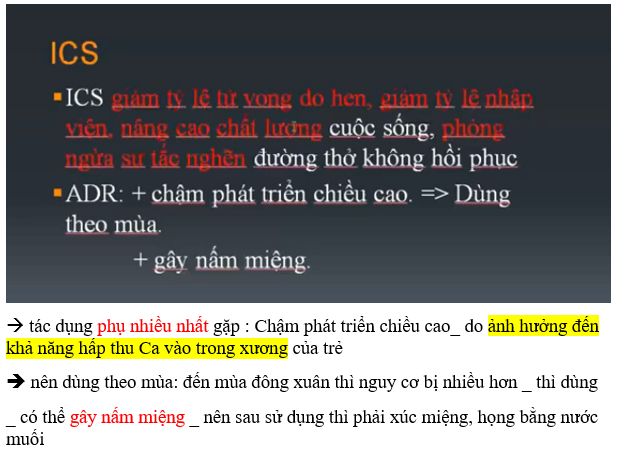 ICS
▪ICS giảm tỷ lệ tử vong do hen, giảm tỷ lệ nhập
viện, nâng cao chất lượng cuộc sống, phòng
ngừa sự tắc nghẽn đường thở không hồi phục
▪ADR: + chậm phát triển chiều cao. => Dùng
theo mùa.
+ gây nấm miệng.
→ tác dụng phụ nhiều nhất gặp : Chậm phát triển chiều cao_ do ảnh hưởng đến
khả năng hấp thu Ca vào trong xương của trẻ
→ nên dùng theo mùa: đến mùa đông xuân thì nguy cơ bị nhiều hơn _ thì dùng
_ có thể gây nấm miệng _ nên sau sử dụng thì phải xúc miệng, họng bằng nước
muối